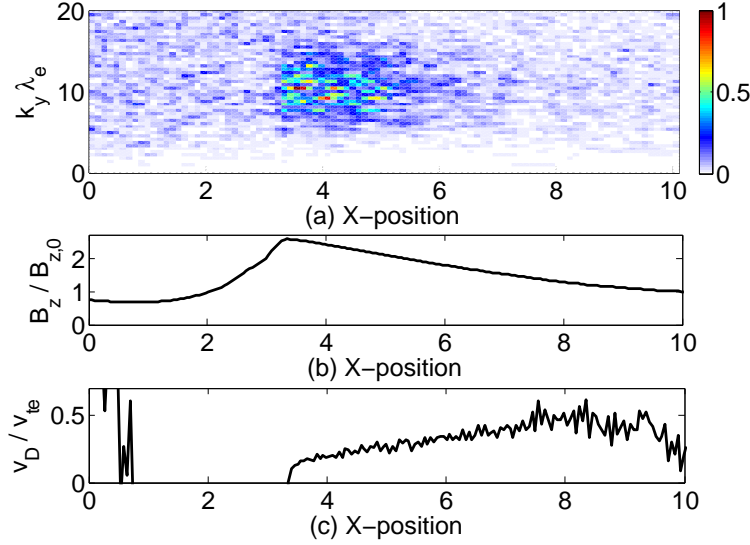 20
10
0
k_y λ_e
0 2 4 6 8 10
1
0.5
0
(a) X-position
2
1
0
B_z / B_{z,0}
0 2 4 6 8 10
(b) X-position
0.5
0
v_D / v_{te}
0 2 4 6 8 10
(c) X-position